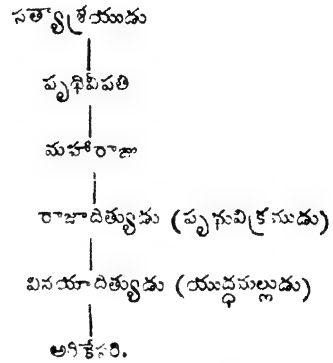 సత్యాశ్రయుడు
పృథివీపతి
మహారాజు
రాజాదిత్యుడు (పృథువిక్రముడు)
వినయాదిత్యుడు (యుద్ధమల్లుడు)
అరికేసరి.